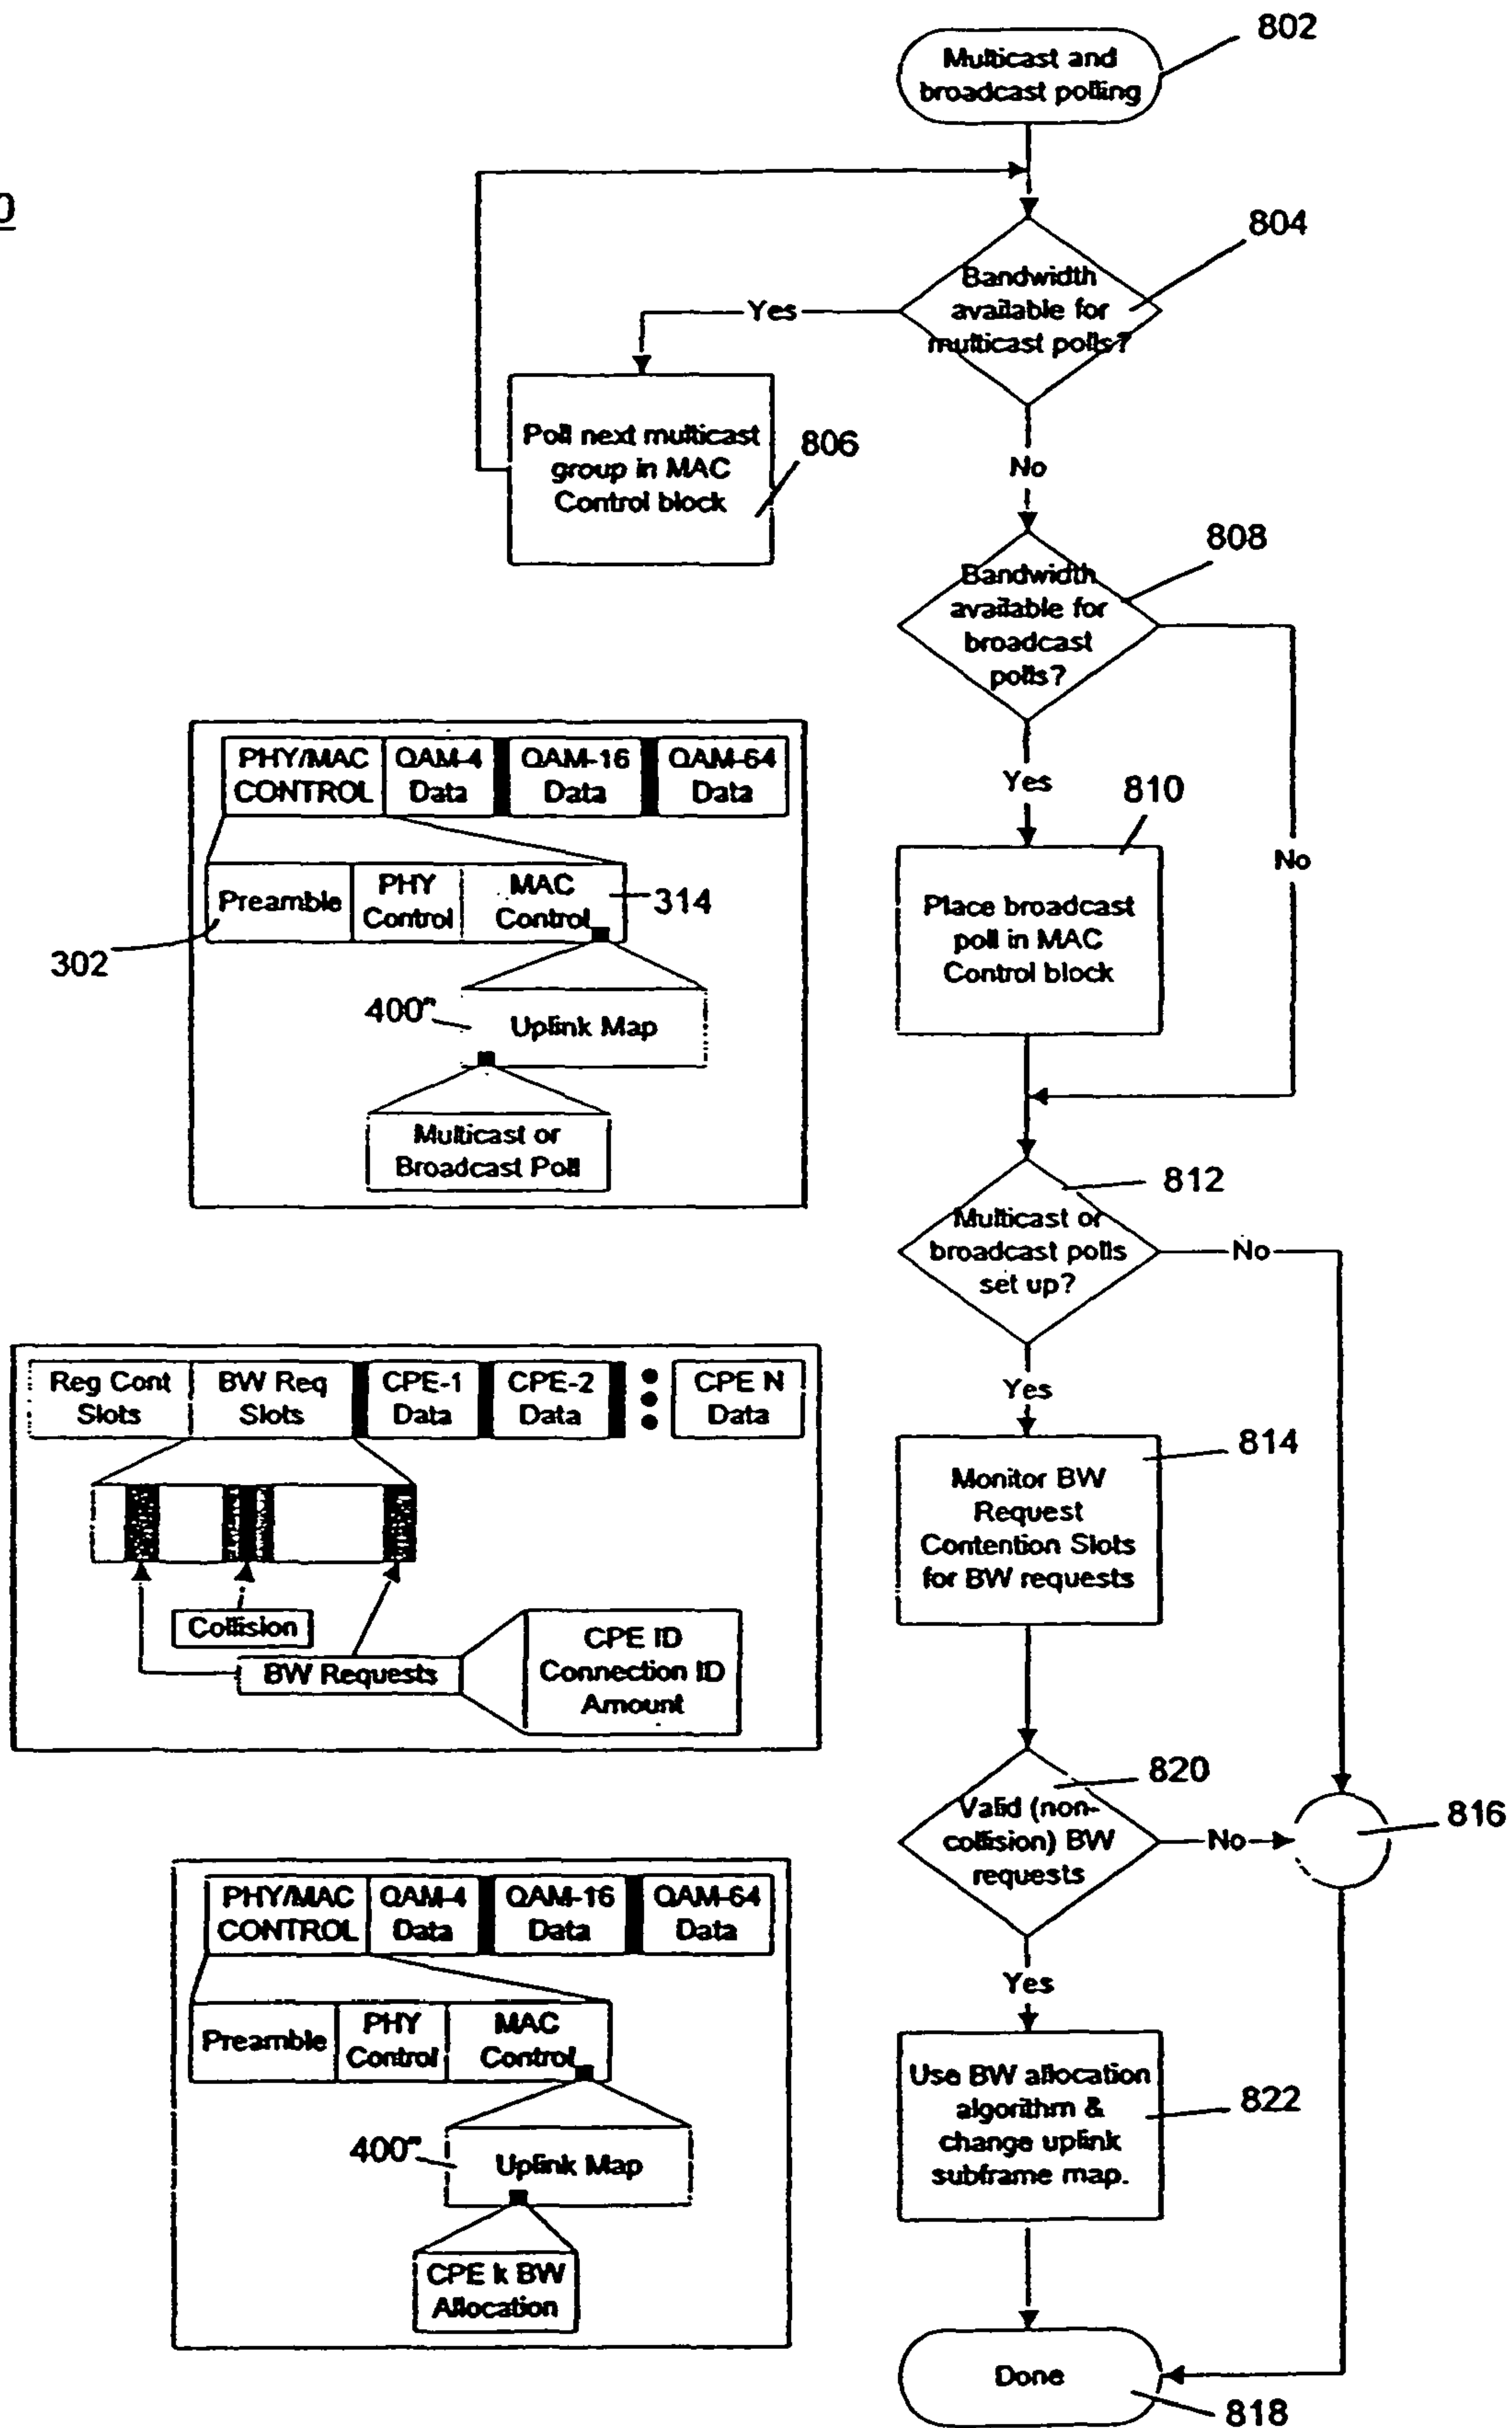 802
Multicast and
broadcast polling
0
804
Bandwidth
available for
multicast polls?
Yes
Poll next multicast
group in MAC
Control block
806
No
808
Bandwidth
available for
broadcast
polls?
Yes
No
810
Place broadcast
poll in MAC
Control block
PHY/MAC
CONTROL
QAM-4
Data
QAM-16
Data
QAM-64
Data
Preamble
PHY
Control
MAC
Control
314
302
400"
Uplink Map
Multicast or
Broadcast Poll
812
Multicast or
broadcast polls
set up?
No
Yes
Reg Cont
Slots
BW Req
Slots
CPE-1
Data
CPE-2
Data
CPE N
Data
Collision
BW Requests
CPE ID
Connection ID
Amount
814
Monitor BW
Request
Contention Slots
for BW requests
820
Valid (non-
collision) BW
requests
No
816
Yes
PHY/MAC
CONTROL
QAM-4
Data
QAM-16
Data
QAM-64
Data
Preamble
PHY
Control
MAC
Control
400"'
Uplink Map
CPE k BW
Allocation
Use BW allocation
algorithm &
change uplink
subframe map.
822
Done
818